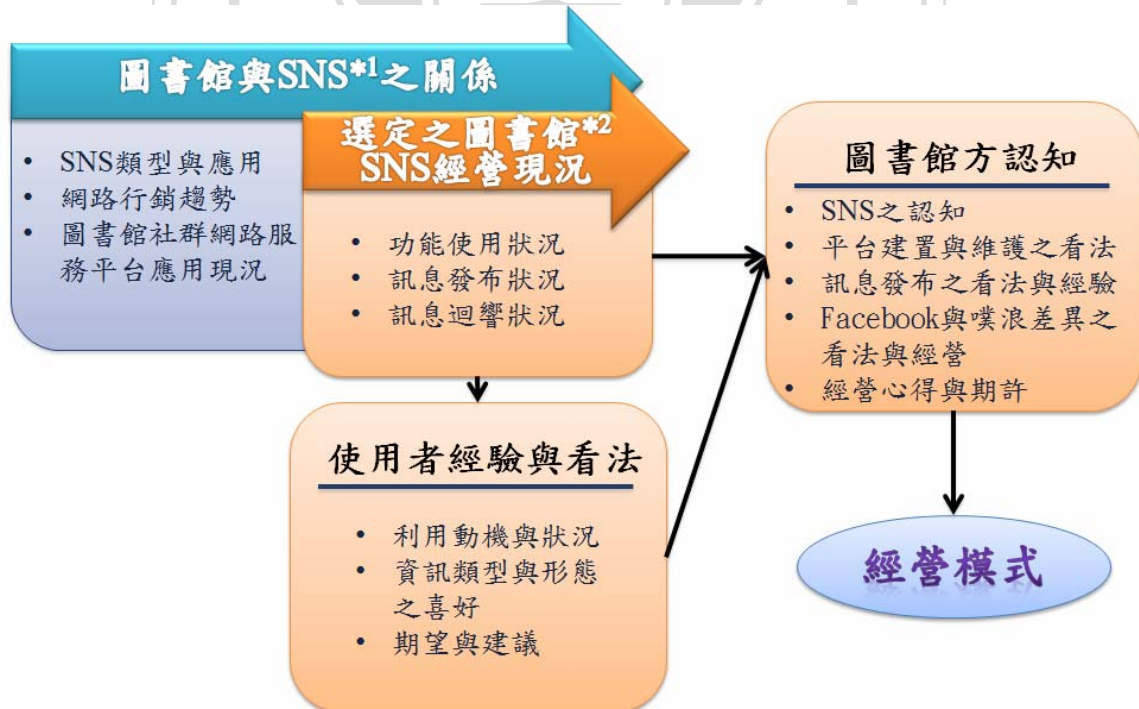 圖書館與SNS*1之關係
• SNS類型與應用
• 網路行銷趨勢
• 圖書館社群網路服
務平台應用現況
選定之圖書館*2
SNS經營現況
• 功能使用狀況
• 訊息發布狀況
• 訊息迴響狀況
使用者經驗與看法
• 利用動機與狀況
• 資訊類型與形態
之喜好
• 期望與建議
圖書館方認知
• SNS之認知
• 平台建置與維護之看法
• 訊息發布之看法與經驗
• Facebook與噗浪差異之
看法與經營
• 經營心得與期許
經營模式